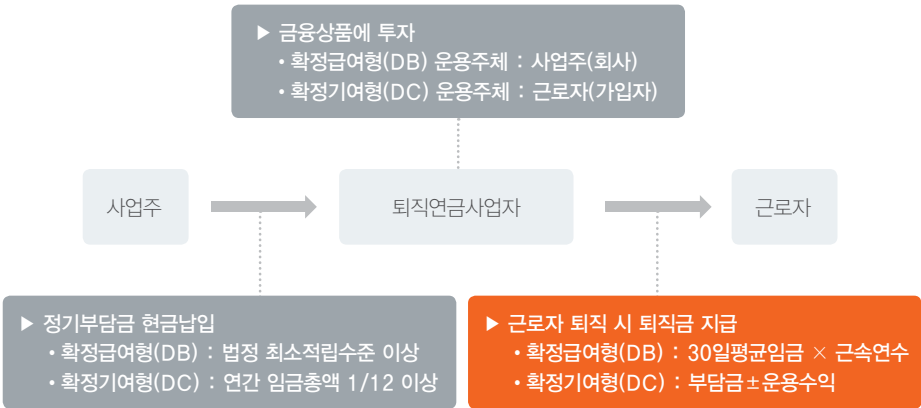 ▶ 금융상품에 투자
• 확정급여형(DB) 운용주체 : 사업주(회사)
• 확정기여형(DC) 운용주체 : 근로자(가입자)
사업주
퇴직연금사업자
근로자
▶ 정기부담금 현금납입
• 확정급여형(DB) : 법정 최소적립수준 이상
• 확정기여형(DC) : 연간 임금총액 1/12 이상
▶ 근로자 퇴직 시 퇴직금 지급
• 확정급여형(DB) : 30일평균임금 × 근속연수
• 확정기여형(DC) : 부담금±운용수익